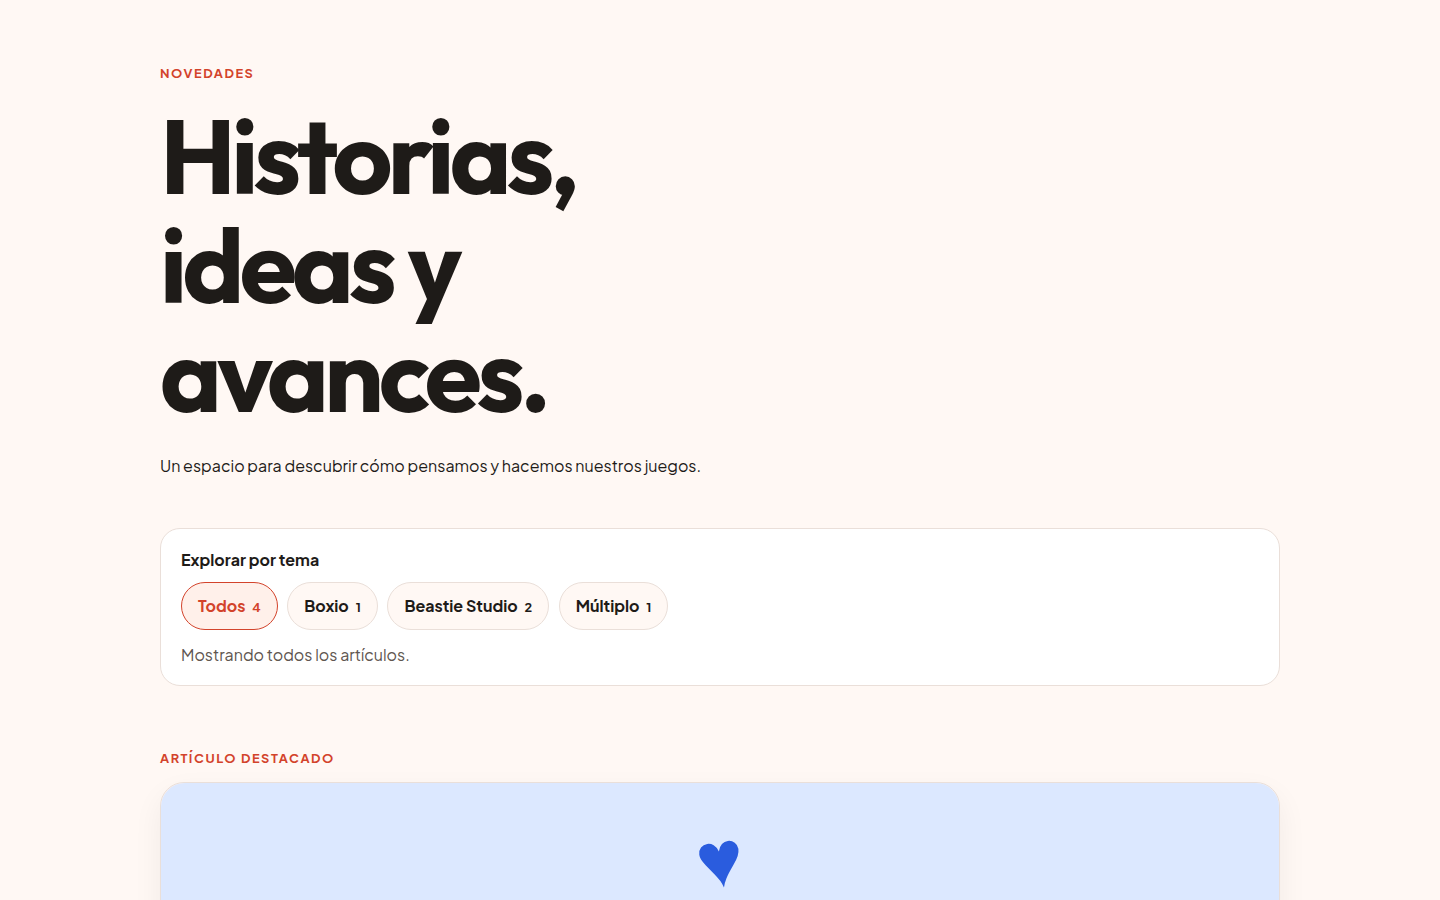 NOVEDADES
Historias,
ideas y
avances.
Un espacio para descubrir cómo pensamos y hacemos nuestros juegos.
Explorar por tema
Todos 4 Boxio 1 Beastie Studio 2 Múltiplo 1
Mostrando todos los artículos.
ARTÍCULO DESTACADO